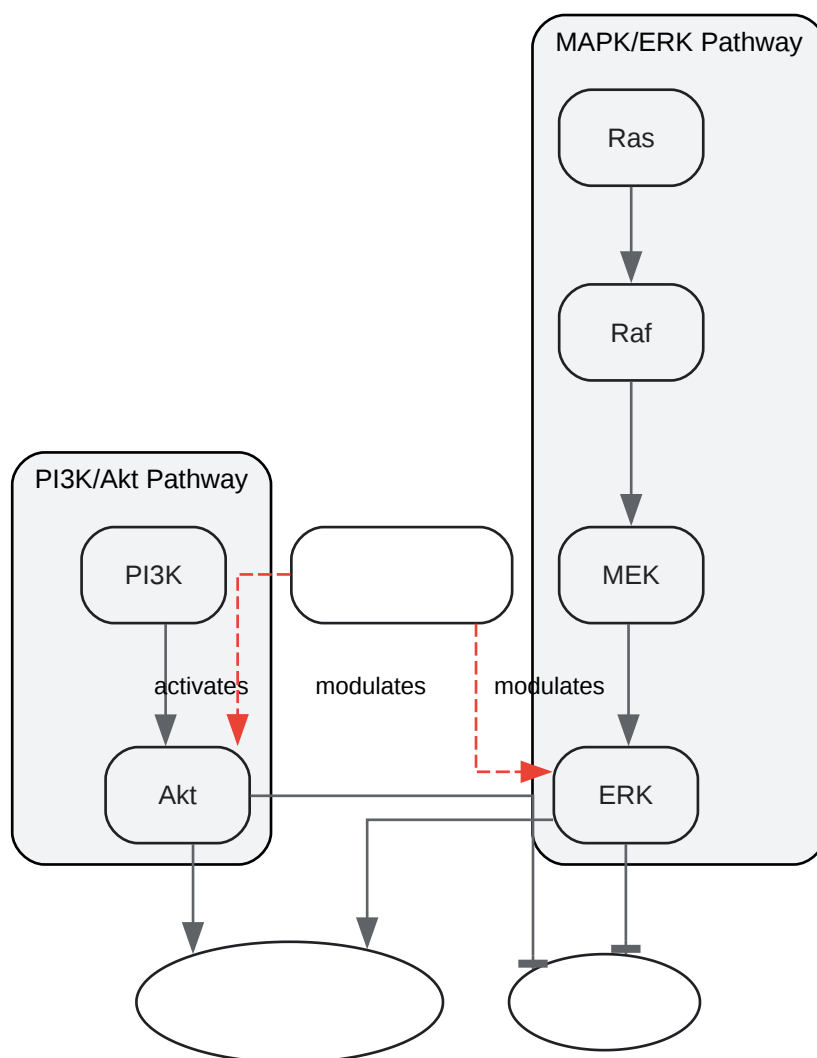 MAPK/ERK Pathway
Ras
Raf
PI3K/Akt Pathway
PI3K
MEK
activates
modulates
modulates
Akt
ERK